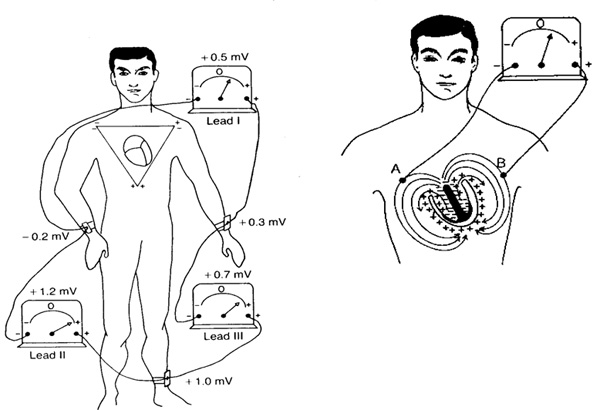 + 0.5 mV
O
- +
Lead I
- -
+ +
- 0.2 mV
+ 0.3 mV
+ 1.2 mV
O
- +
Lead II
+ 0.7 mV
O
- +
Lead III
+ 1.0 mV
O
- +
A
B